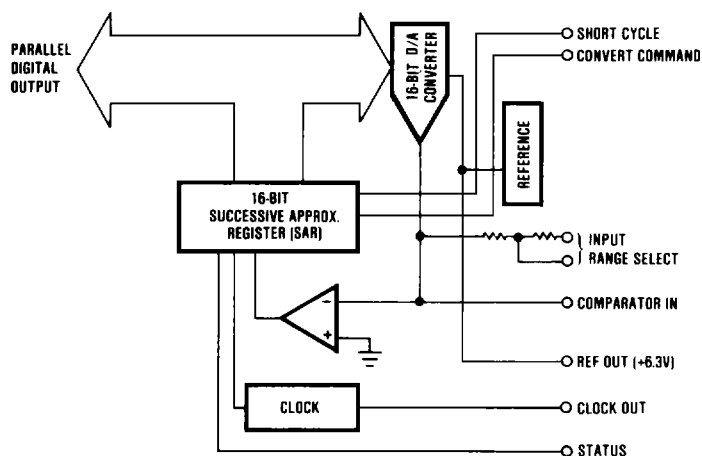 PARALLEL
DIGITAL
OUTPUT
16-BIT D/A
CONVERTER
SHORT CYCLE
CONVERT COMMAND
REFERENCE
16-BIT
SUCCESSIVE APPROX.
REGISTER (SAR)
INPUT
RANGE SELECT
–
+
COMPARATOR IN
REF OUT (+6.3V)
CLOCK
CLOCK OUT
STATUS